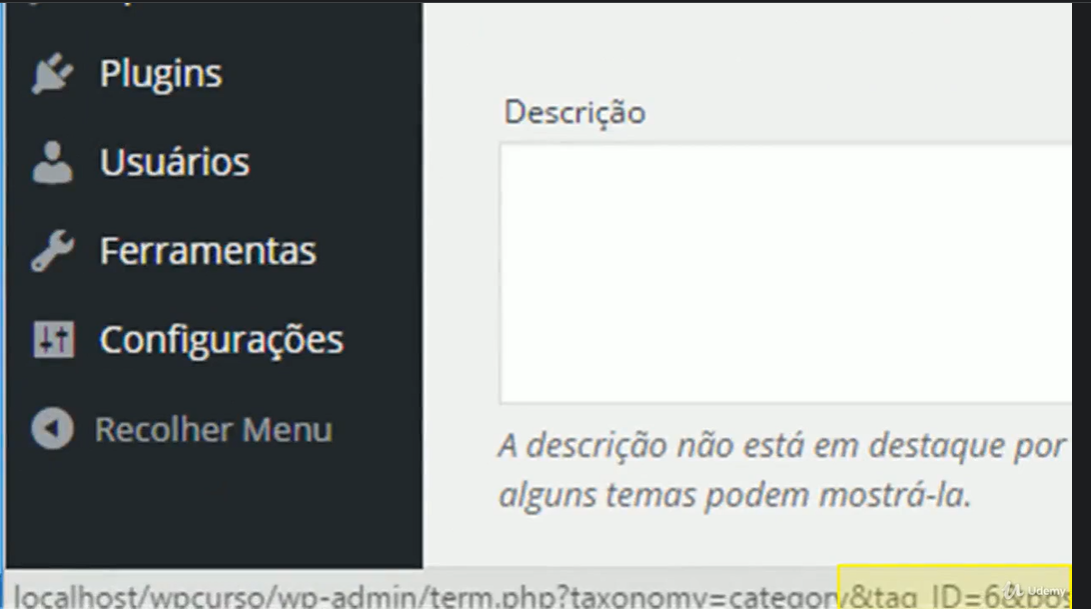 Plugins
Usuários
Ferramentas
Configurações
Recolher Menu
Descrição
A descrição não está em destaque por
alguns temas podem mostrá-la.
localhost/wpcurso/wp-admin/term.php?taxonomy=category&tag_ID=6
Udemy